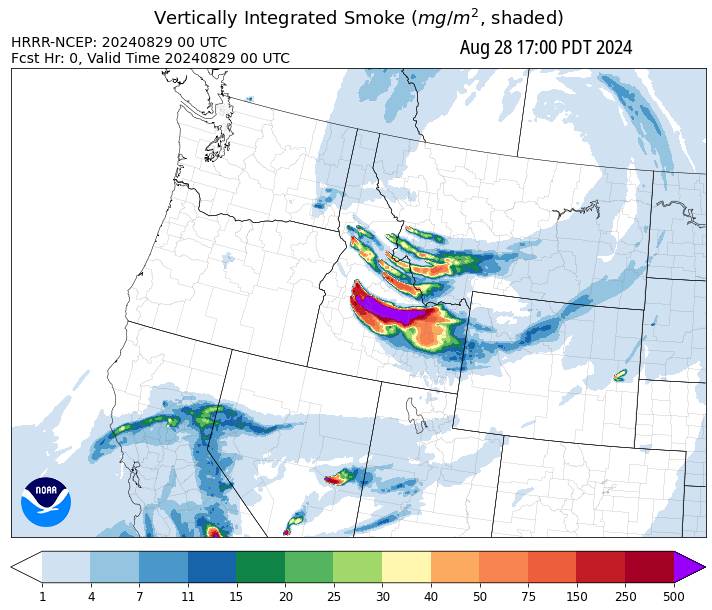 Vertically Integrated Smoke (mg/m², shaded)
HRRR-NCEP: 20240829 00 UTC
Fcst Hr: 0, Valid Time 20240829 00 UTC
Aug 28 17:00 PDT 2024
NOAA
1 4 7 11 15 20 25 30 40 50 75 150 250 500